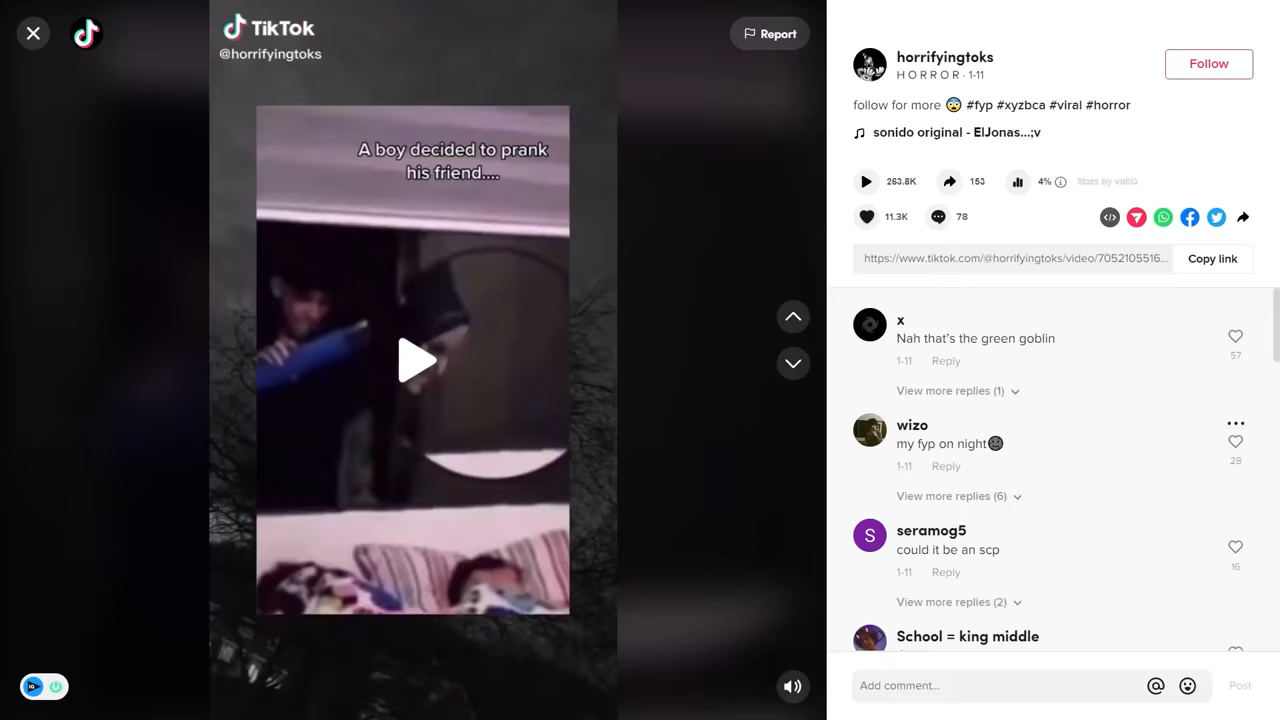 TikTok
@horrifyingtoks
Report
A boy decided to prank
his friend....
horrifyingtoks
H O R R O R · 1-11
Follow
follow for more 😨 #fyp #xyzbca #viral #horror
sonido original - ElJonas...;v
263.8K
153
4%
Stats by vidIQ
11.3K
78
https://www.tiktok.com/@horrifyingtoks/video/7052105516...
Copy link
x
Nah that's the green goblin
1-11 Reply
57
View more replies (1)
wizo
my fyp on night🌚
1-11 Reply
28
View more replies (6)
S
seramog5
could it be an scp
1-11 Reply
16
View more replies (2)
School = king middle
Add comment...
Post
IQ